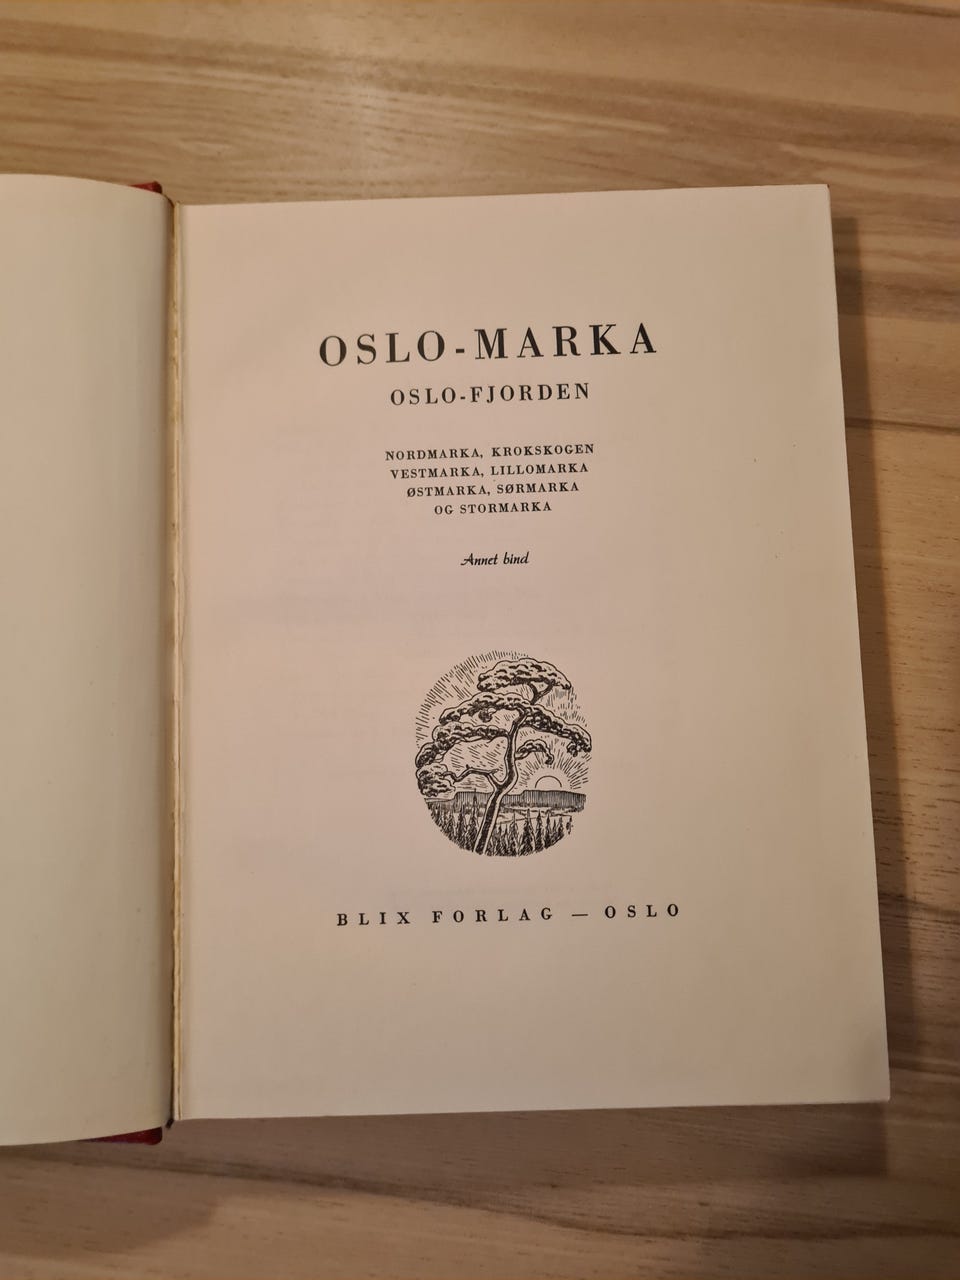 OSLO-MARKA
OSLO-FJORDEN
NORDMARKA, KROKSKOGEN
VESTMARKA, LILLOMARKA
ØSTMARKA, SØRMARKA
OG STORMARKA
Annet bind
BLIX FORLAG — OSLO